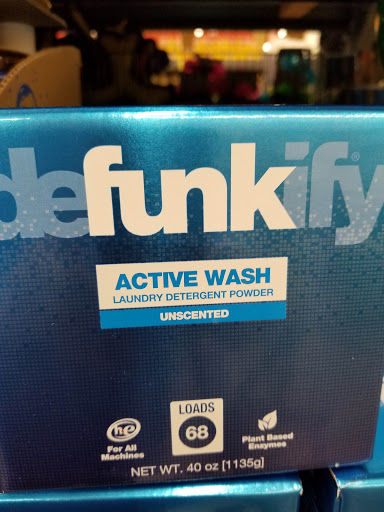 defunkify®
ACTIVE WASH
LAUNDRY DETERGENT POWDER
UNSCENTED
he
For All
Machines
LOADS
68
Plant Based
Enzymes
NET WT. 40 oz [1135g]